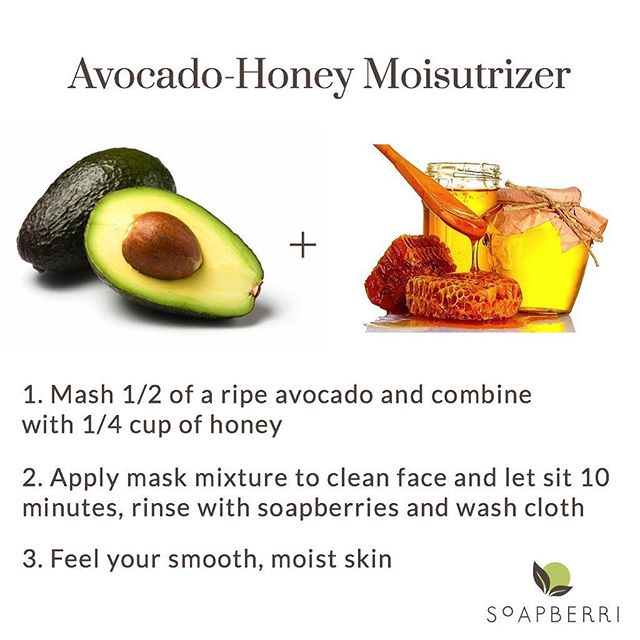 Avocado-Honey Moisutrizer
+
1. Mash 1/2 of a ripe avocado and combine
with 1/4 cup of honey
2. Apply mask mixture to clean face and let sit 10
minutes, rinse with soapberries and wash cloth
3. Feel your smooth, moist skin
SOAPBERRI